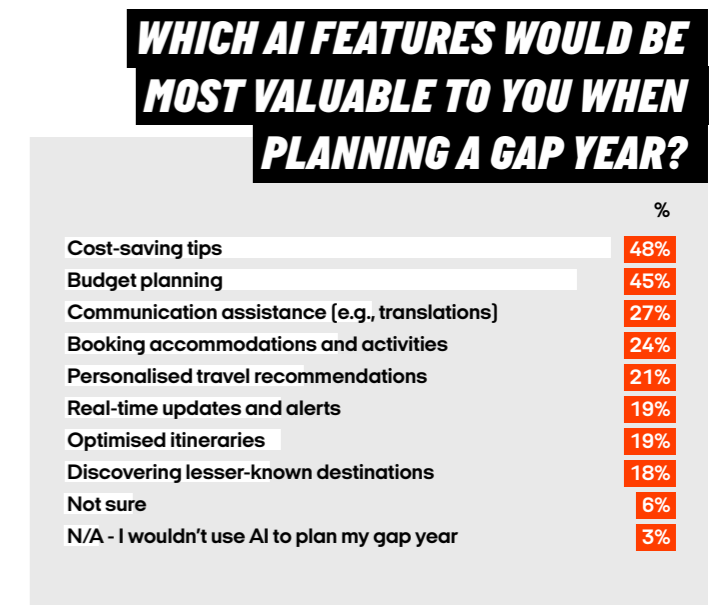 WHICH AI FEATURES WOULD BE
MOST VALUABLE TO YOU WHEN
PLANNING A GAP YEAR?
%
Cost-saving tips 48%
Budget planning 45%
Communication assistance (e.g., translations) 27%
Booking accommodations and activities 24%
Personalised travel recommendations 21%
Real-time updates and alerts 19%
Optimised itineraries 19%
Discovering lesser-known destinations 18%
Not sure 6%
N/A - I wouldn’t use AI to plan my gap year 3%